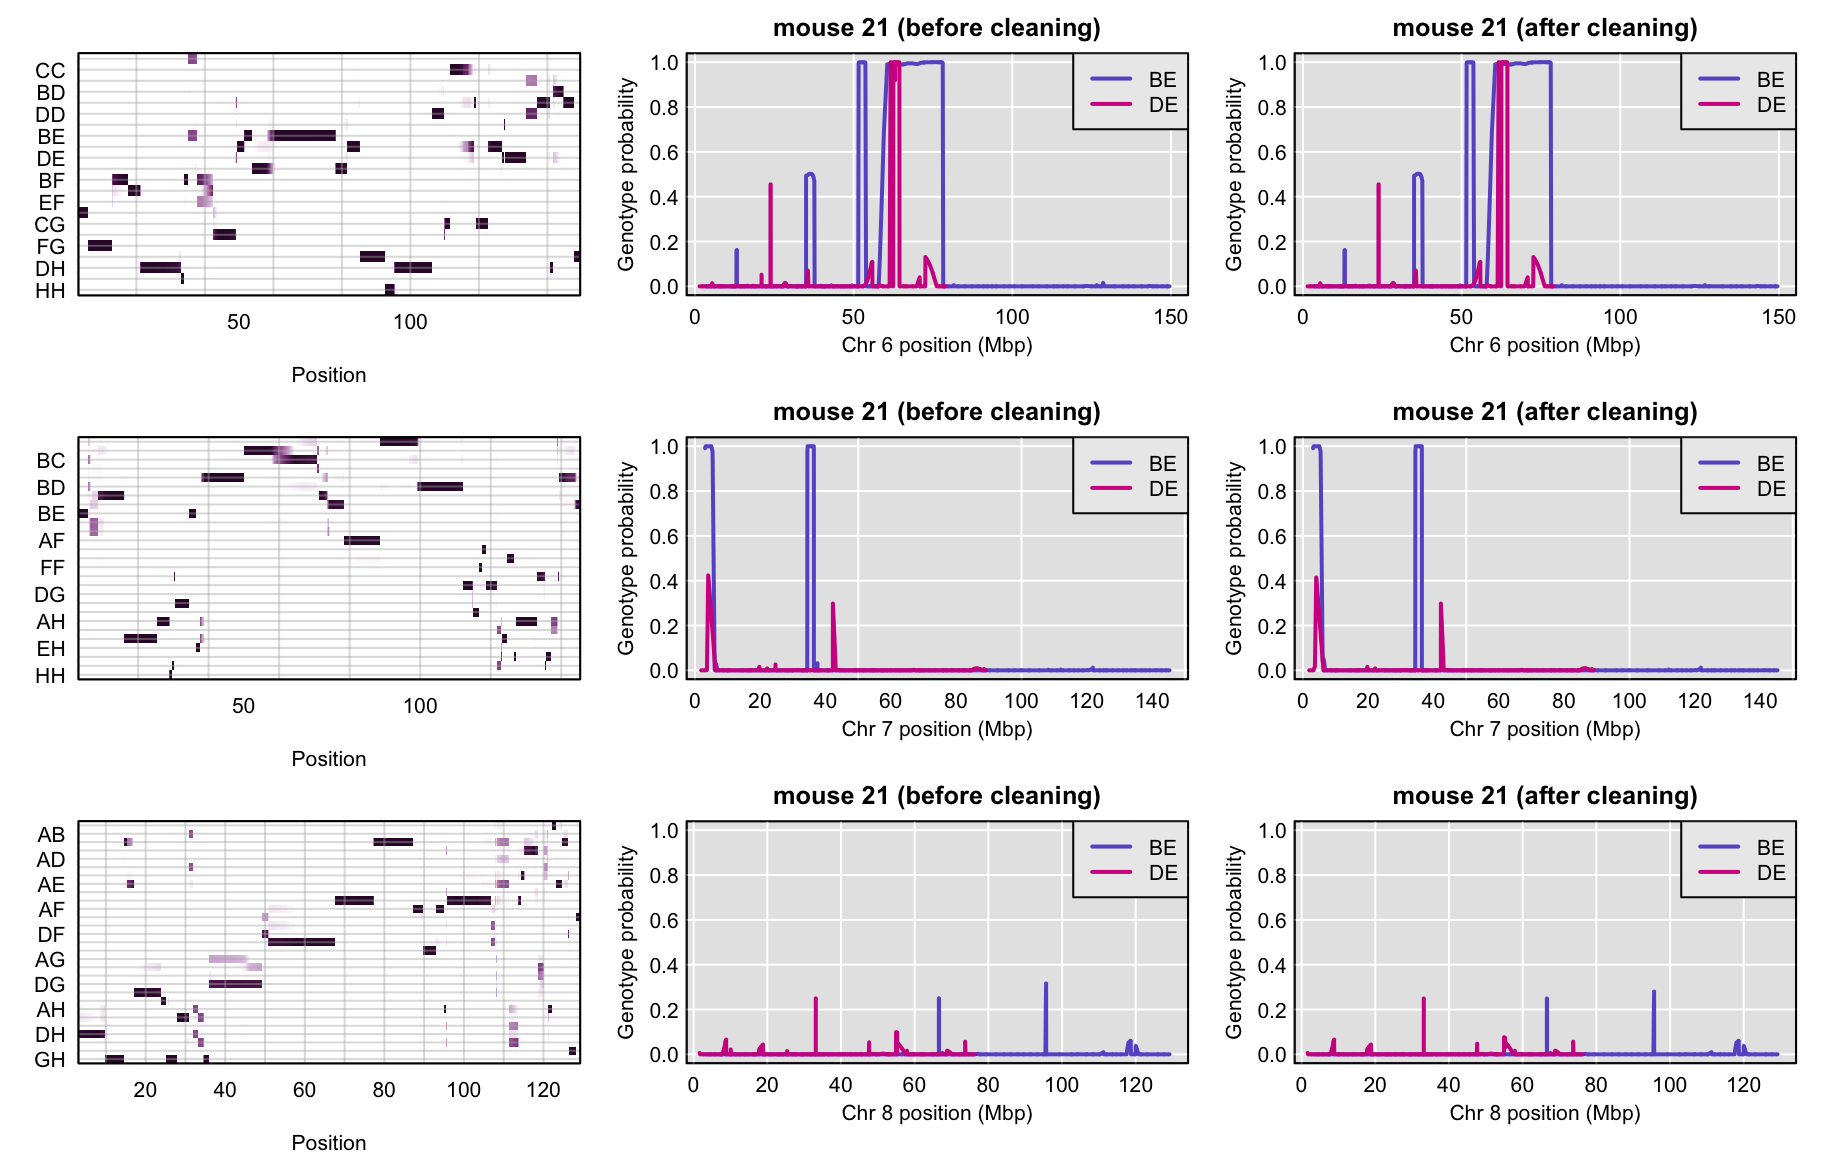 CC
BD
DD
BE
DE
BF
EF
CG
FG
DH
HH
50 100
Position
mouse 21 (before cleaning)
Genotype probability
1.0
0.8
0.6
0.4
0.2
0.0
BE
DE
0 50 100 150
Chr 6 position (Mbp)
mouse 21 (after cleaning)
Genotype probability
1.0
0.8
0.6
0.4
0.2
0.0
BE
DE
0 50 100 150
Chr 6 position (Mbp)
BC
BD
BE
AF
FF
DG
AH
EH
HH
50 100
Position
mouse 21 (before cleaning)
Genotype probability
1.0
0.8
0.6
0.4
0.2
0.0
BE
DE
0 20 40 60 80 100 120 140
Chr 7 position (Mbp)
mouse 21 (after cleaning)
Genotype probability
1.0
0.8
0.6
0.4
0.2
0.0
BE
DE
0 20 40 60 80 100 120 140
Chr 7 position (Mbp)
AB
AD
AE
AF
DF
AG
DG
AH
DH
GH
20 40 60 80 100 120
Position
mouse 21 (before cleaning)
Genotype probability
1.0
0.8
0.6
0.4
0.2
0.0
BE
DE
0 20 40 60 80 100 120
Chr 8 position (Mbp)
mouse 21 (after cleaning)
Genotype probability
1.0
0.8
0.6
0.4
0.2
0.0
BE
DE
0 20 40 60 80 100 120
Chr 8 position (Mbp)